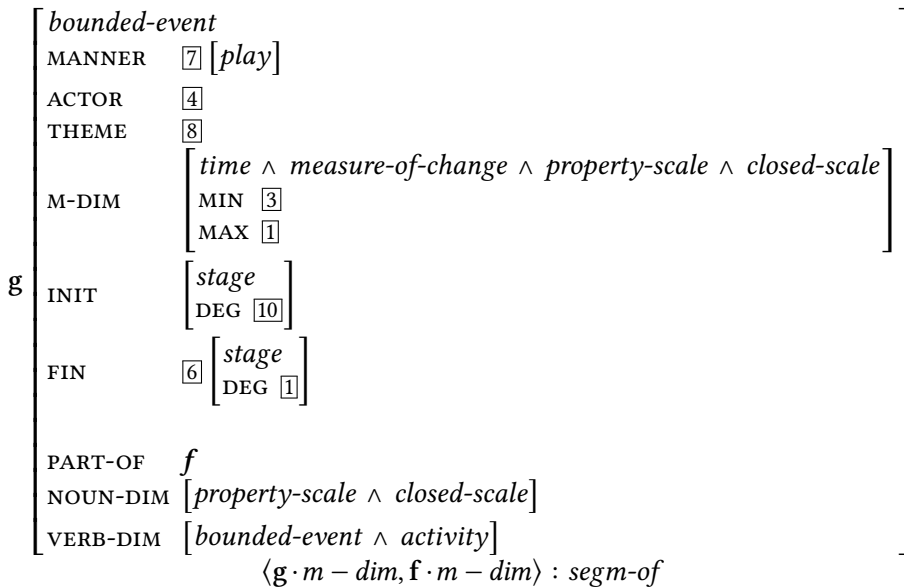 bounded-event
MANNER 7 [play]
ACTOR 4
THEME 8
time ∧ measure-of-change ∧ property-scale ∧ closed-scale
M-DIM MIN 3
MAX 1
g
stage
INIT DEG 10
stage
FIN 6 DEG 1
PART-OF f
NOUN-DIM [property-scale ∧ closed-scale]
VERB-DIM [bounded-event ∧ activity]
⟨g · m − dim, f · m − dim⟩ : segm-of